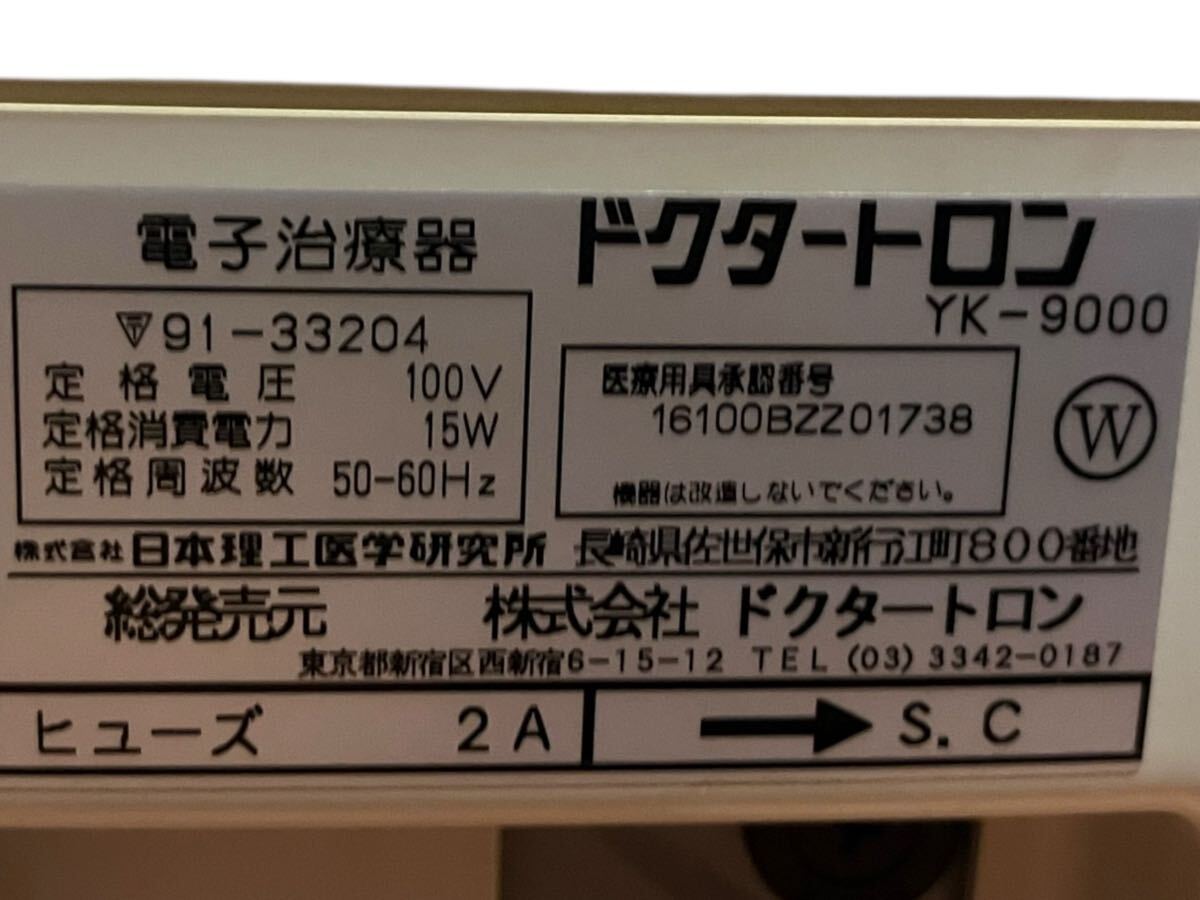 電子治療器 ドクタートロン
YK-9000
91-33204
定格電圧 100V
定格消費電力 15W
定格周波数 50-60Hz
医療用具承認番号
16100BZZ01738
機器は改造しないでください。
W
株式会社 日本理工医学研究所 長崎県佐世保市新行江町800番地
総発売元 株式会社 ドクタートロン
東京都新宿区西新宿6-15-12 TEL (03) 3342-0187
ヒューズ 2A
→ S.C